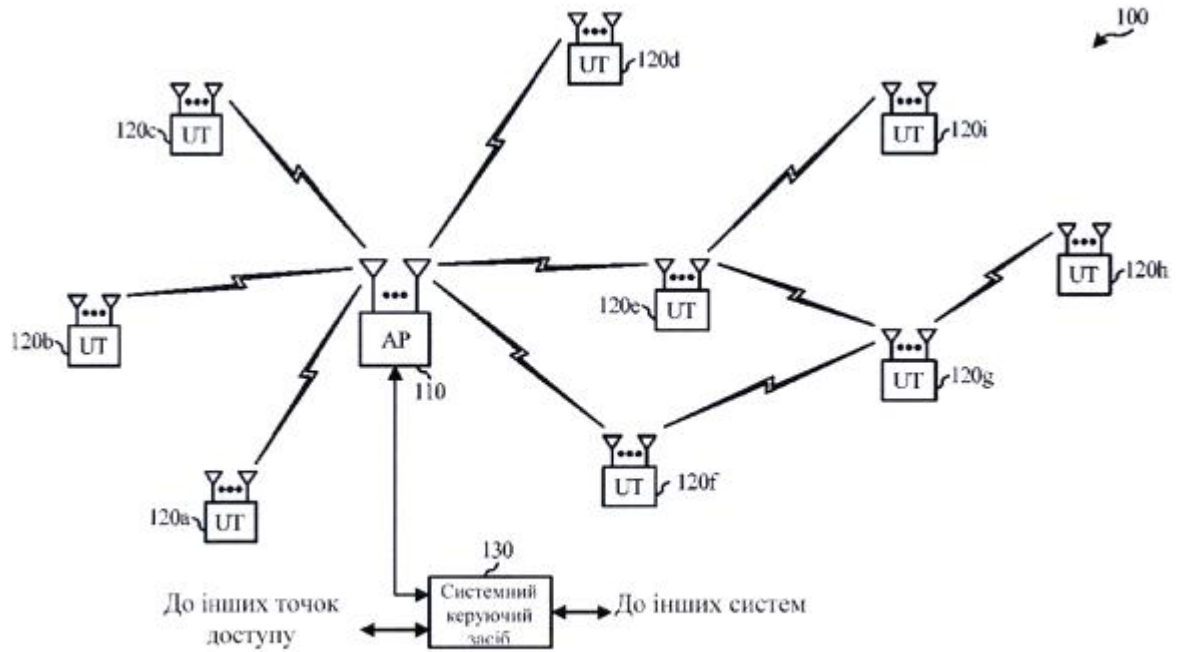 100
UT
120d
120c
UT
UT
120i
UT
120h
120e
UT
120b
UT
AP
110
UT
120g
UT
120f
120a
UT
130
Системний
керуючий
засіб
До інших точок
доступу
До інших систем